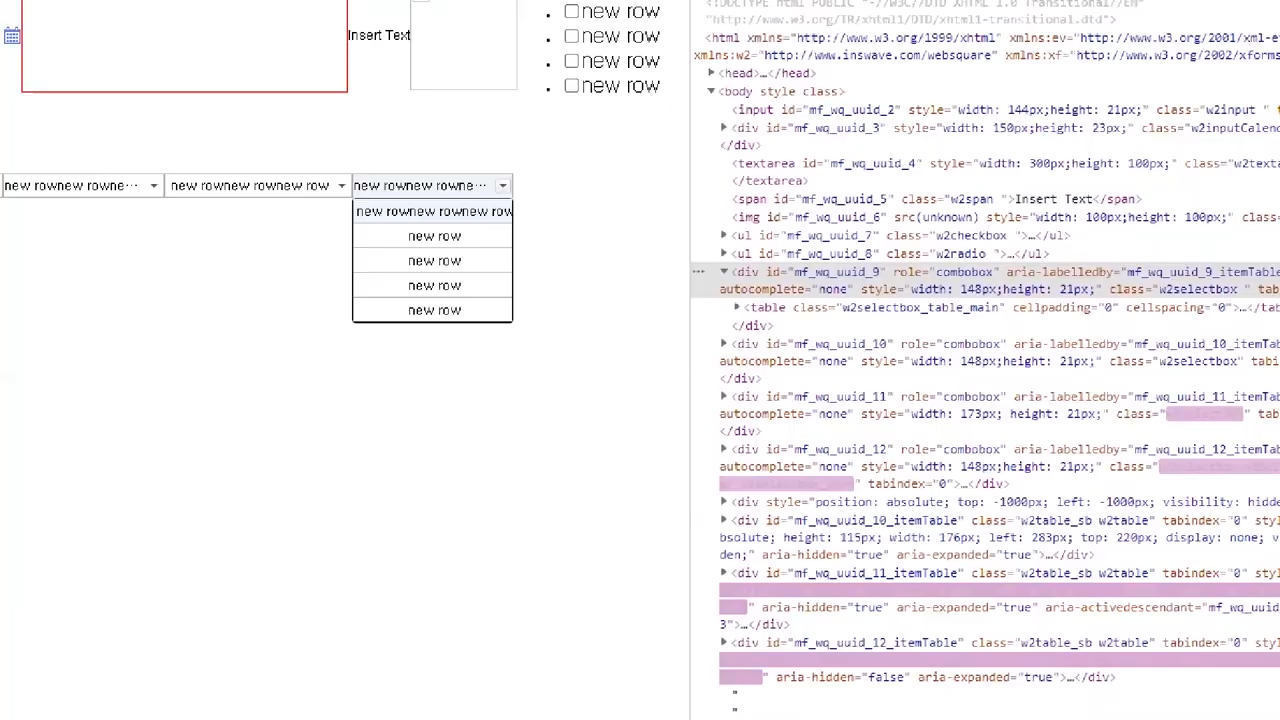 new row
new row
Insert Text
new row
new row
new rownew rowne…
new rownew rownew row
new rownew rowne…
new rownew rownew row
new row
new row
new row
new row
<!DOCTYPE html PUBLIC "-//W3C//DTD XHTML 1.0 Transitional//EN"
"http://www.w3.org/TR/xhtml1/DTD/xhtml1-transitional.dtd">
<html xmlns="http://www.w3.org/1999/xhtml" xmlns:ev="http://www.w3.org/2001/xml-e
xmlns:w2="http://www.inswave.com/websquare" xmlns:xf="http://www.w3.org/2002/xforms
<head>…</head>
<body style class>
<input id="mf_wq_uuid_2" style="width: 144px;height: 21px;" class="w2input " t
<div id="mf_wq_uuid_3" style="width: 150px;height: 23px;" class="w2inputCalen
</div>
<textarea id="mf_wq_uuid_4" style="width: 300px;height: 100px;" class="w2texta
</textarea>
<span id="mf_wq_uuid_5" class="w2span ">Insert Text</span>
<img id="mf_wq_uuid_6" src(unknown) style="width: 100px;height: 100px;" class=
<ul id="mf_wq_uuid_7" class="w2checkbox ">…</ul>
<ul id="mf_wq_uuid_8" class="w2radio ">…</ul>
<div id="mf_wq_uuid_9" role="combobox" aria-labelledby="mf_wq_uuid_9_itemTable
autocomplete="none" style="width: 148px;height: 21px;" class="w2selectbox " tab
<table class="w2selectbox_table_main" cellpadding="0" cellspacing="0">…</tab
</div>
<div id="mf_wq_uuid_10" role="combobox" aria-labelledby="mf_wq_uuid_10_itemTab
autocomplete="none" style="width: 148px;height: 21px;" class="w2selectbox" tabi
</div>
<div id="mf_wq_uuid_11" role="combobox" aria-labelledby="mf_wq_uuid_11_itemTab
autocomplete="none" style="width: 173px; height: 21px;" class=" " tab
</div>
<div id="mf_wq_uuid_12" role="combobox" aria-labelledby="mf_wq_uuid_12_itemTab
autocomplete="none" style="width: 148px;height: 21px;" class="
" tabindex="0">…</div>
<div style="position: absolute; top: -1000px; left: -1000px; visibility: hidde
<div id="mf_wq_uuid_10_itemTable" class="w2table_sb w2table" tabindex="0" sty
bsolute; height: 115px; width: 176px; left: 283px; top: 220px; display: none; v
den;" aria-hidden="true" aria-expanded="true">…</div>
<div id="mf_wq_uuid_11_itemTable" class="w2table_sb w2table" tabindex="0" styl
" aria-hidden="true" aria-expanded="true" aria-activedescendant="mf_wq_uuid
3">…</div>
<div id="mf_wq_uuid_12_itemTable" class="w2table_sb w2table" tabindex="0" styl
" aria-hidden="false" aria-expanded="true">…</div>
"
"